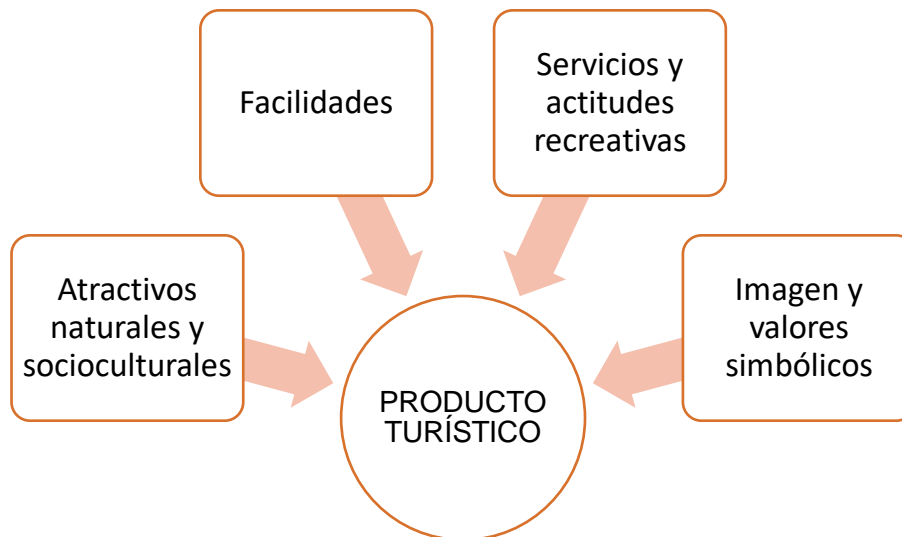 Facilidades
Servicios y
actitudes
recreativas
Atractivos
naturales y
socioculturales
Imagen y
valores
simbólicos
PRODUCTO
TURÍSTICO